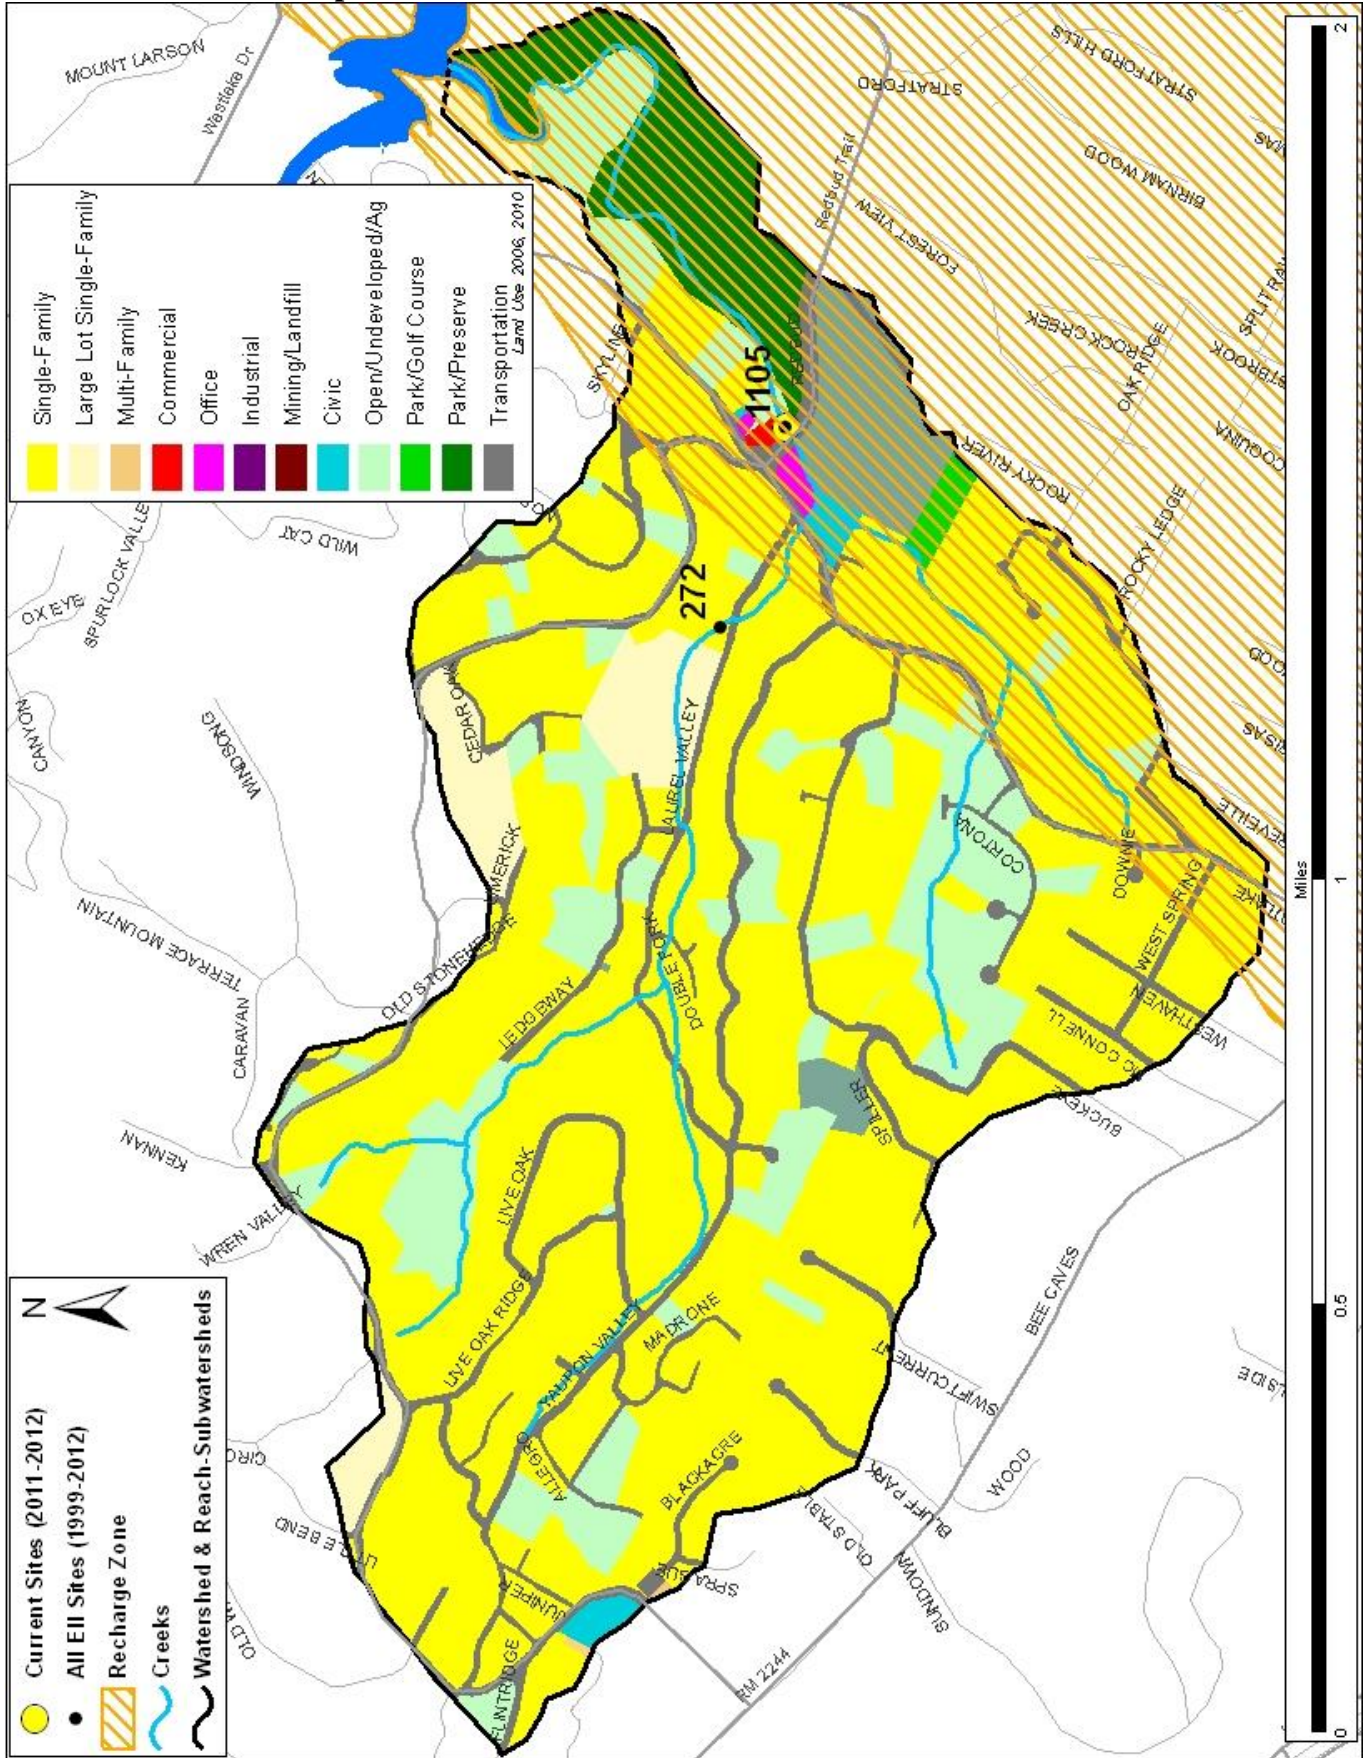 Current Sites (2011-2012)
All EII Sites (1999-2012)
Recharge Zone
Creeks
Watershed & Reach-Subwatersheds
N
Single-Family
Large Lot Single-Family
Multi-Family
Commercial
Office
Industrial
Mining/Landfill
Civic
Open/Undeveloped/Ag
Park/Golf Course
Park/Preserve
Transportation
Land Use 2006, 2010
MOUNT LARSON
Westlake Dr
OX EYE
SPURLOCK VALLE
WILD CAT
CANYON
WINDSONG
TERRACE MOUNTAIN
CARAVAN
KENNAN
WREN VALLEY
OLD STONEHEDGE
LEDGEWAY
CEDAR OAK
SKYLINE
272
1105
REDBUD
Redbud Trail
STRATFORD
STRATFORD HILLS
BIRNAM WOOD
FOREST VIEW
ROCK CREEK
OAK RIDGE
COQUINA
ROCKY RIVER
ROCKY LEDGE
REVEILLE
LAUREL VALLEY
DOUBLE FORK
CORTONA
DOWNIE
WEST SPRING
WESTHAVEN
BUCKEYE
SPILLER
LIVE OAK
LIVE OAK RIDGE
YAUPON VALLEY
MADRONE
ALLEGRO
BLACKACRE
JUNIPER
FLINTRIDGE
SPRAGUE
RM 2244
OLD STABLE
BLUFF PARK
SUNDOWN
WOOD
SWIFT CURRENT
BEE CAVES
0
0.5
1
2
Miles